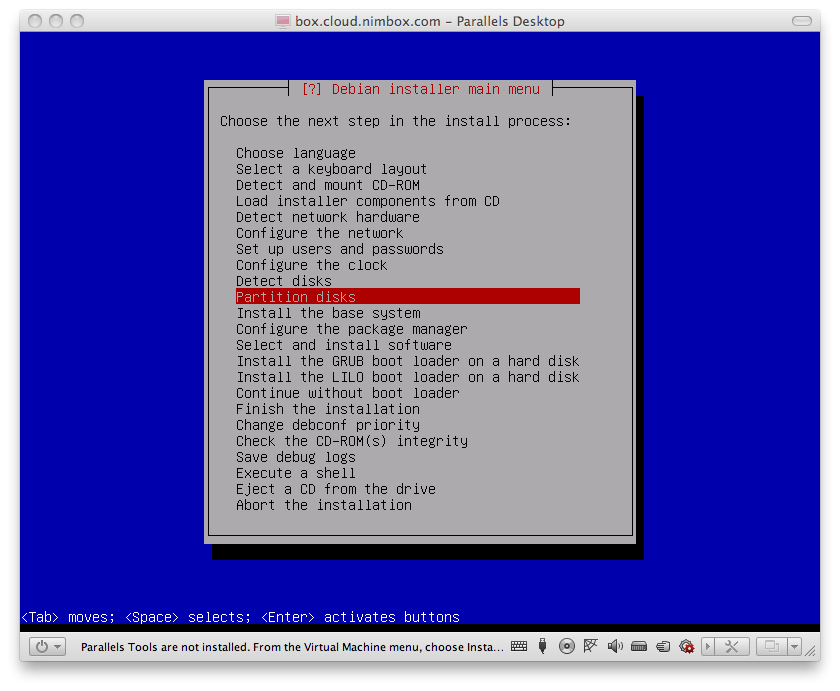 box.cloud.nimbox.com – Parallels Desktop
[?] Debian installer main menu
Choose the next step in the install process:
Choose language
Select a keyboard layout
Detect and mount CD-ROM
Load installer components from CD
Detect network hardware
Configure the network
Set up users and passwords
Configure the clock
Detect disks
Partition disks
Install the base system
Configure the package manager
Select and install software
Install the GRUB boot loader on a hard disk
Install the LILO boot loader on a hard disk
Continue without boot loader
Finish the installation
Change debconf priority
Check the CD-ROM(s) integrity
Save debug logs
Execute a shell
Eject a CD from the drive
Abort the installation
<Tab> moves; <Space> selects; <Enter> activates buttons
Parallels Tools are not installed. From the Virtual Machine menu, choose Insta...